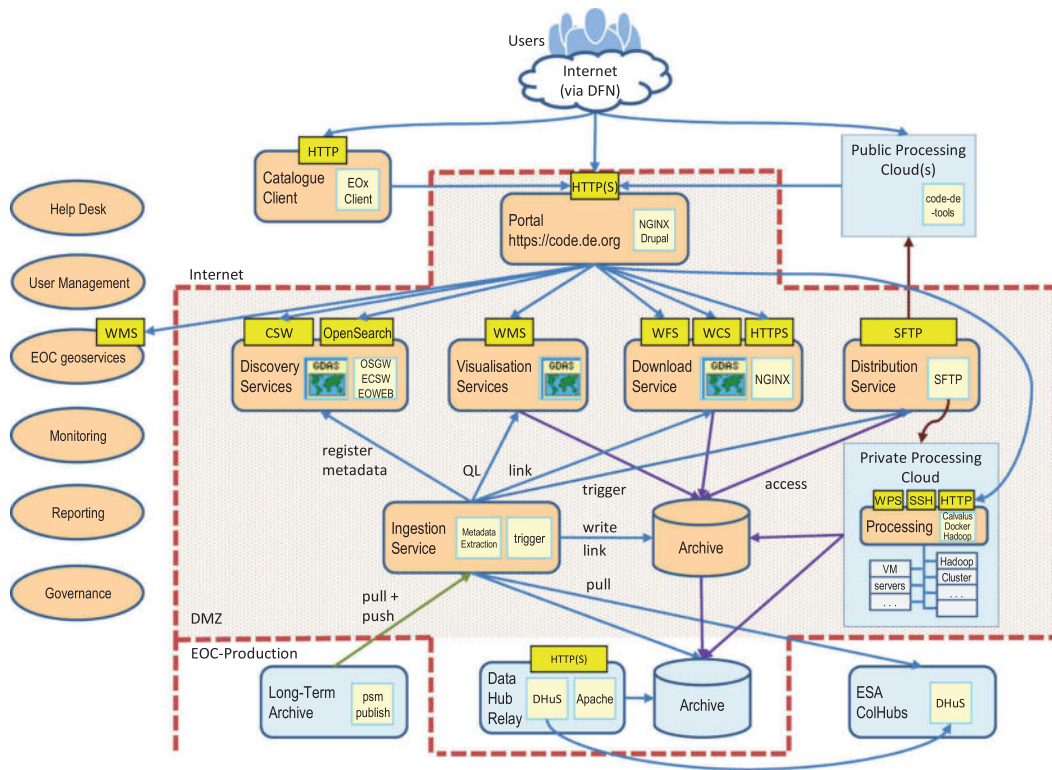 Users
Internet
(via DFN)
HTTP
Catalogue
Client
EOx
Client
HTTP(S)
Portal
https://code.de.org
NGINX
Drupal
Public Processing
Cloud(s)
code-de
-tools
Help Desk
User Management
WMS
EOC geoservices
Monitoring
Reporting
Governance
Internet
CSW
OpenSearch
Discovery
Services
GDAS
OSGW
ECSW
EOWEB
WMS
Visualisation
Services
GDAS
WFS
WCS
HTTPS
Download
Service
GDAS
NGINX
SFTP
Distribution
Service
SFTP
register
metadata
QL
link
trigger
access
Private Processing
Cloud
WPS
SSH
HTTP
Processing
Calvalus
Docker
Hadoop
VM
servers
. . .
Hadoop
Cluster
. . .
Ingestion
Service
Metadata
Extraction
trigger
write
link
Archive
pull
pull +
push
DMZ
EOC-Production
Long-Term
Archive
psm
publish
HTTP(S)
Data
Hub
Relay
DHuS
Apache
Archive
ESA
ColHubs
DHuS